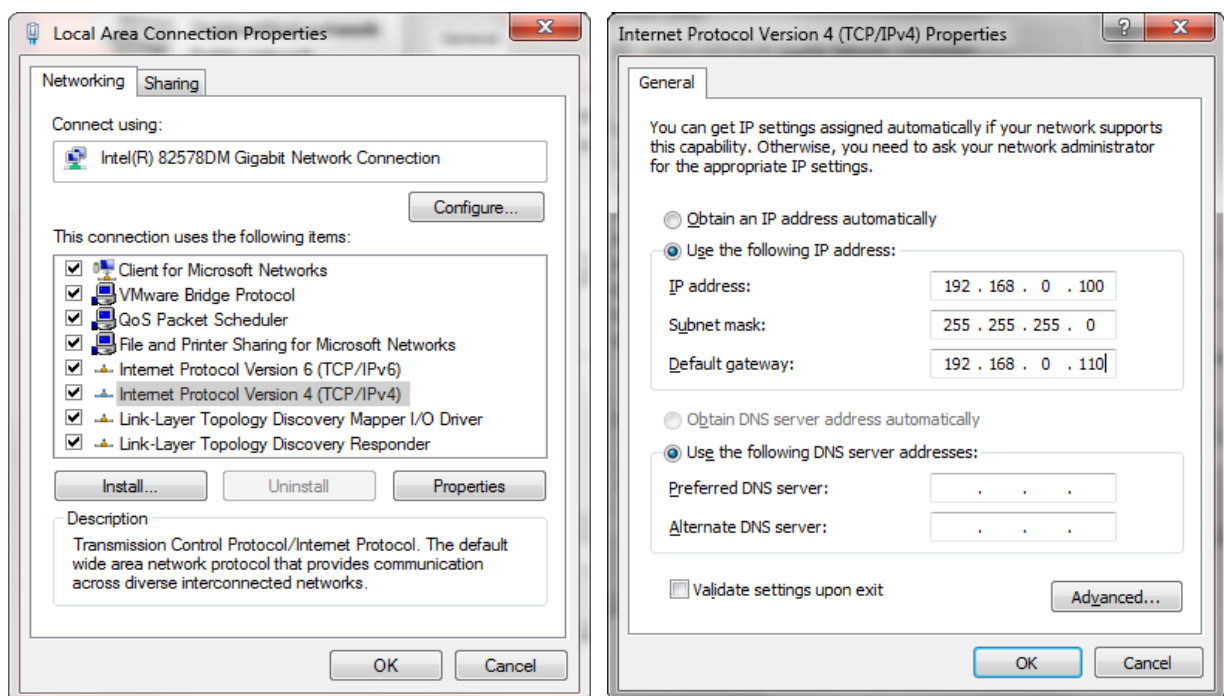 Local Area Connection Properties
Networking
Sharing
Connect using:
Intel(R) 82578DM Gigabit Network Connection
Configure...
This connection uses the following items:
Client for Microsoft Networks
VMware Bridge Protocol
QoS Packet Scheduler
File and Printer Sharing for Microsoft Networks
Internet Protocol Version 6 (TCP/IPv6)
Internet Protocol Version 4 (TCP/IPv4)
Link-Layer Topology Discovery Mapper I/O Driver
Link-Layer Topology Discovery Responder
Install...
Uninstall
Properties
Description
Transmission Control Protocol/Internet Protocol. The default
wide area network protocol that provides communication
across diverse interconnected networks.
OK
Cancel
Internet Protocol Version 4 (TCP/IPv4) Properties
?
General
You can get IP settings assigned automatically if your network supports
this capability. Otherwise, you need to ask your network administrator
for the appropriate IP settings.
Obtain an IP address automatically
Use the following IP address:
IP address: 192 . 168 . 0 . 100
Subnet mask: 255 . 255 . 255 . 0
Default gateway: 192 . 168 . 0 . 110
Obtain DNS server address automatically
Use the following DNS server addresses:
Preferred DNS server: . . .
Alternate DNS server: . . .
Validate settings upon exit
Advanced...
OK
Cancel